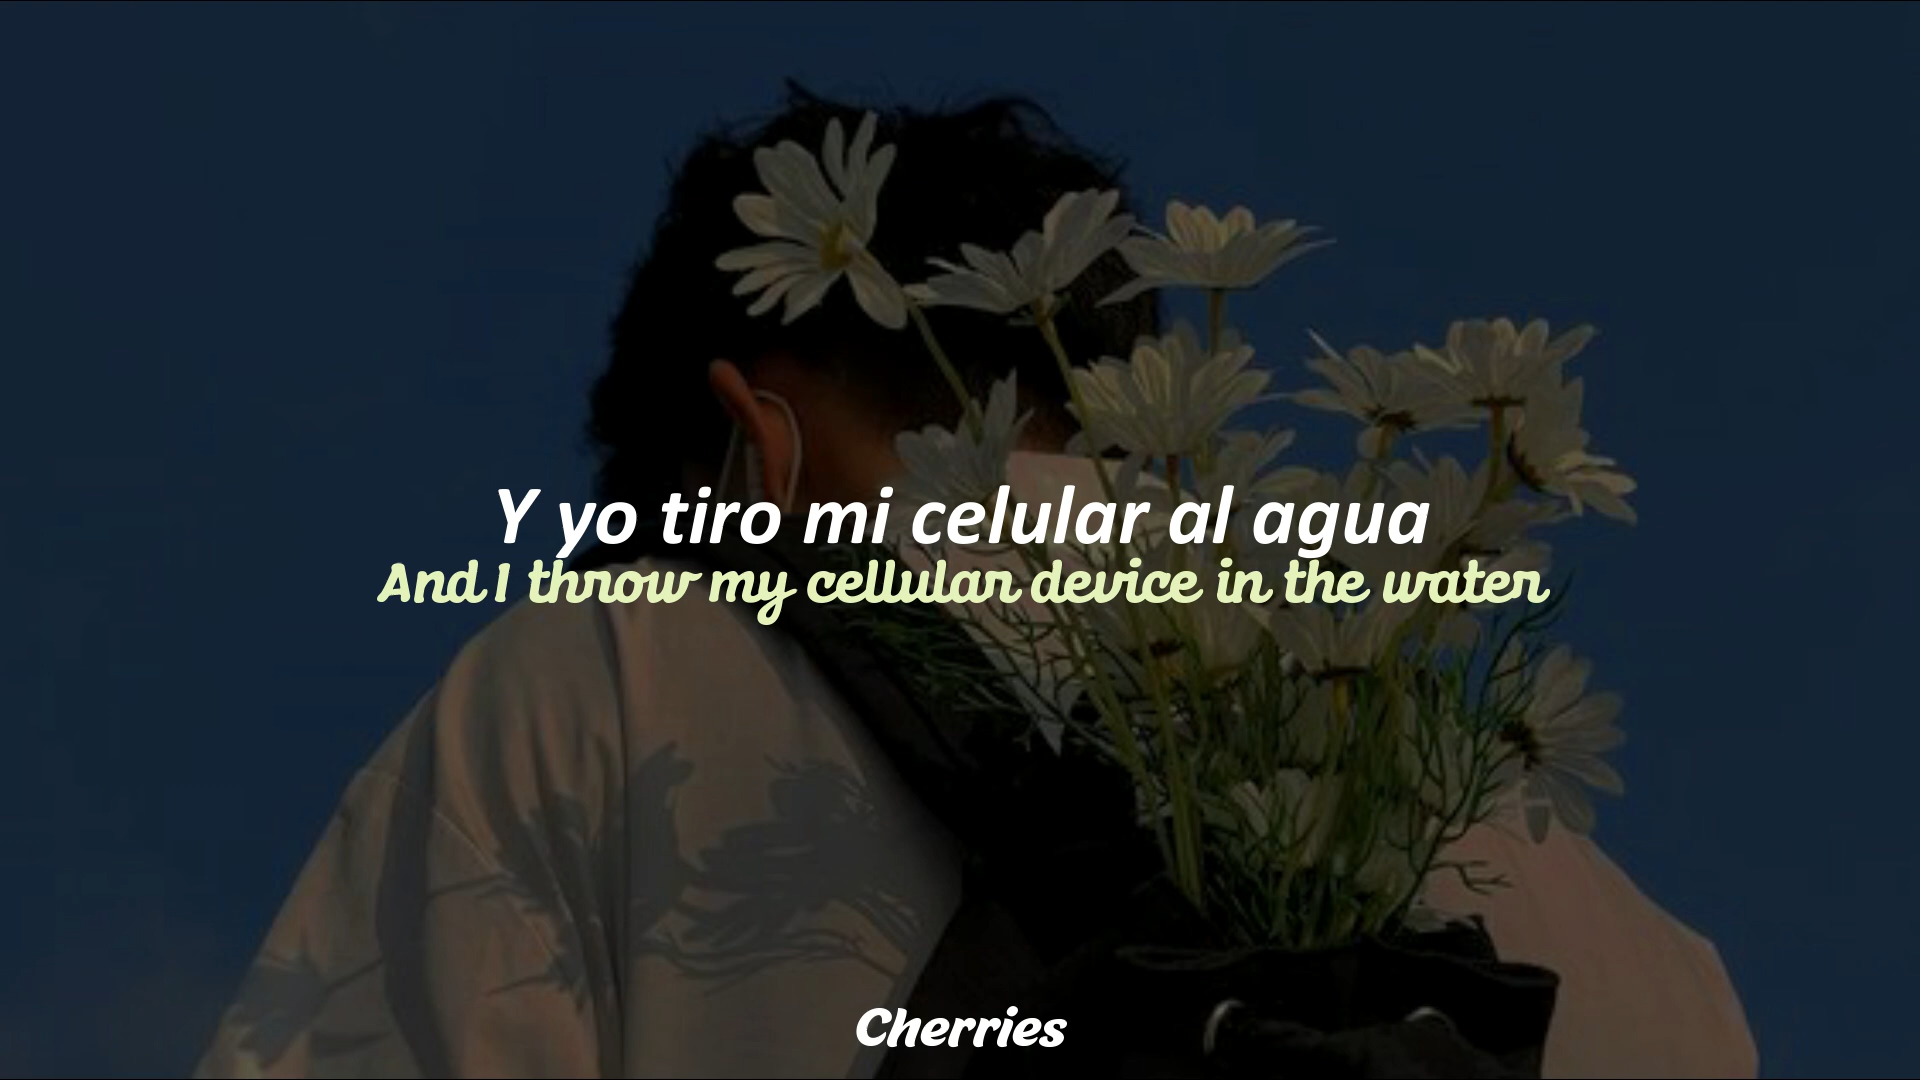 Y yo tiro mi celular al agua
And I throw my cellular device in the water
Cherries